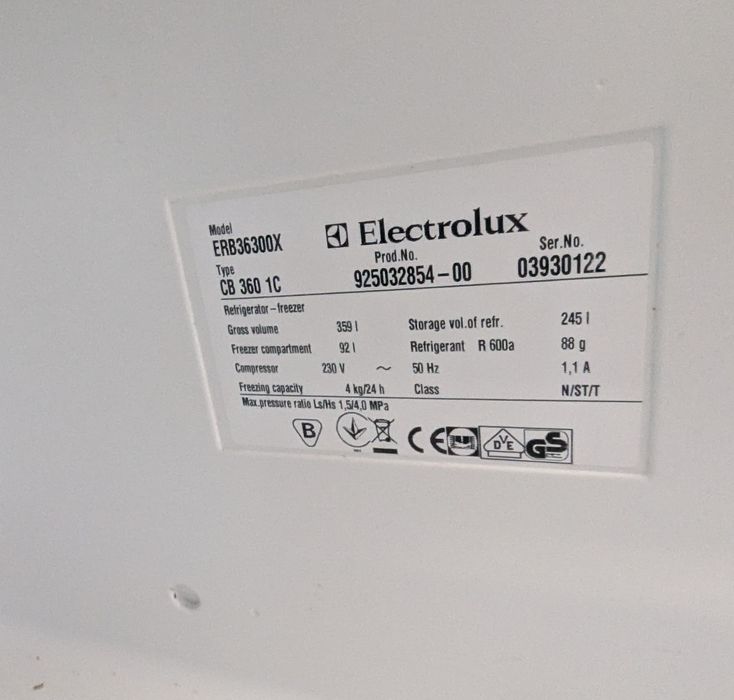 Model
ERB36300X
Electrolux
Type
CB 360 1C
Prod.No.
925032854-00
Ser.No.
03930122
Refrigerator-freezer
Gross volume 359 l Storage vol.of refr. 245 l
Freezer compartment 92 l Refrigerant R 600a 88 g
Compressor 230 V ~ 50 Hz 1,1 A
Freezing capacity 4 kg/24 h Class N/ST/T
Max.pressure ratio Ls/Hs 1,5/4,0 MPa
B CE DVE GS